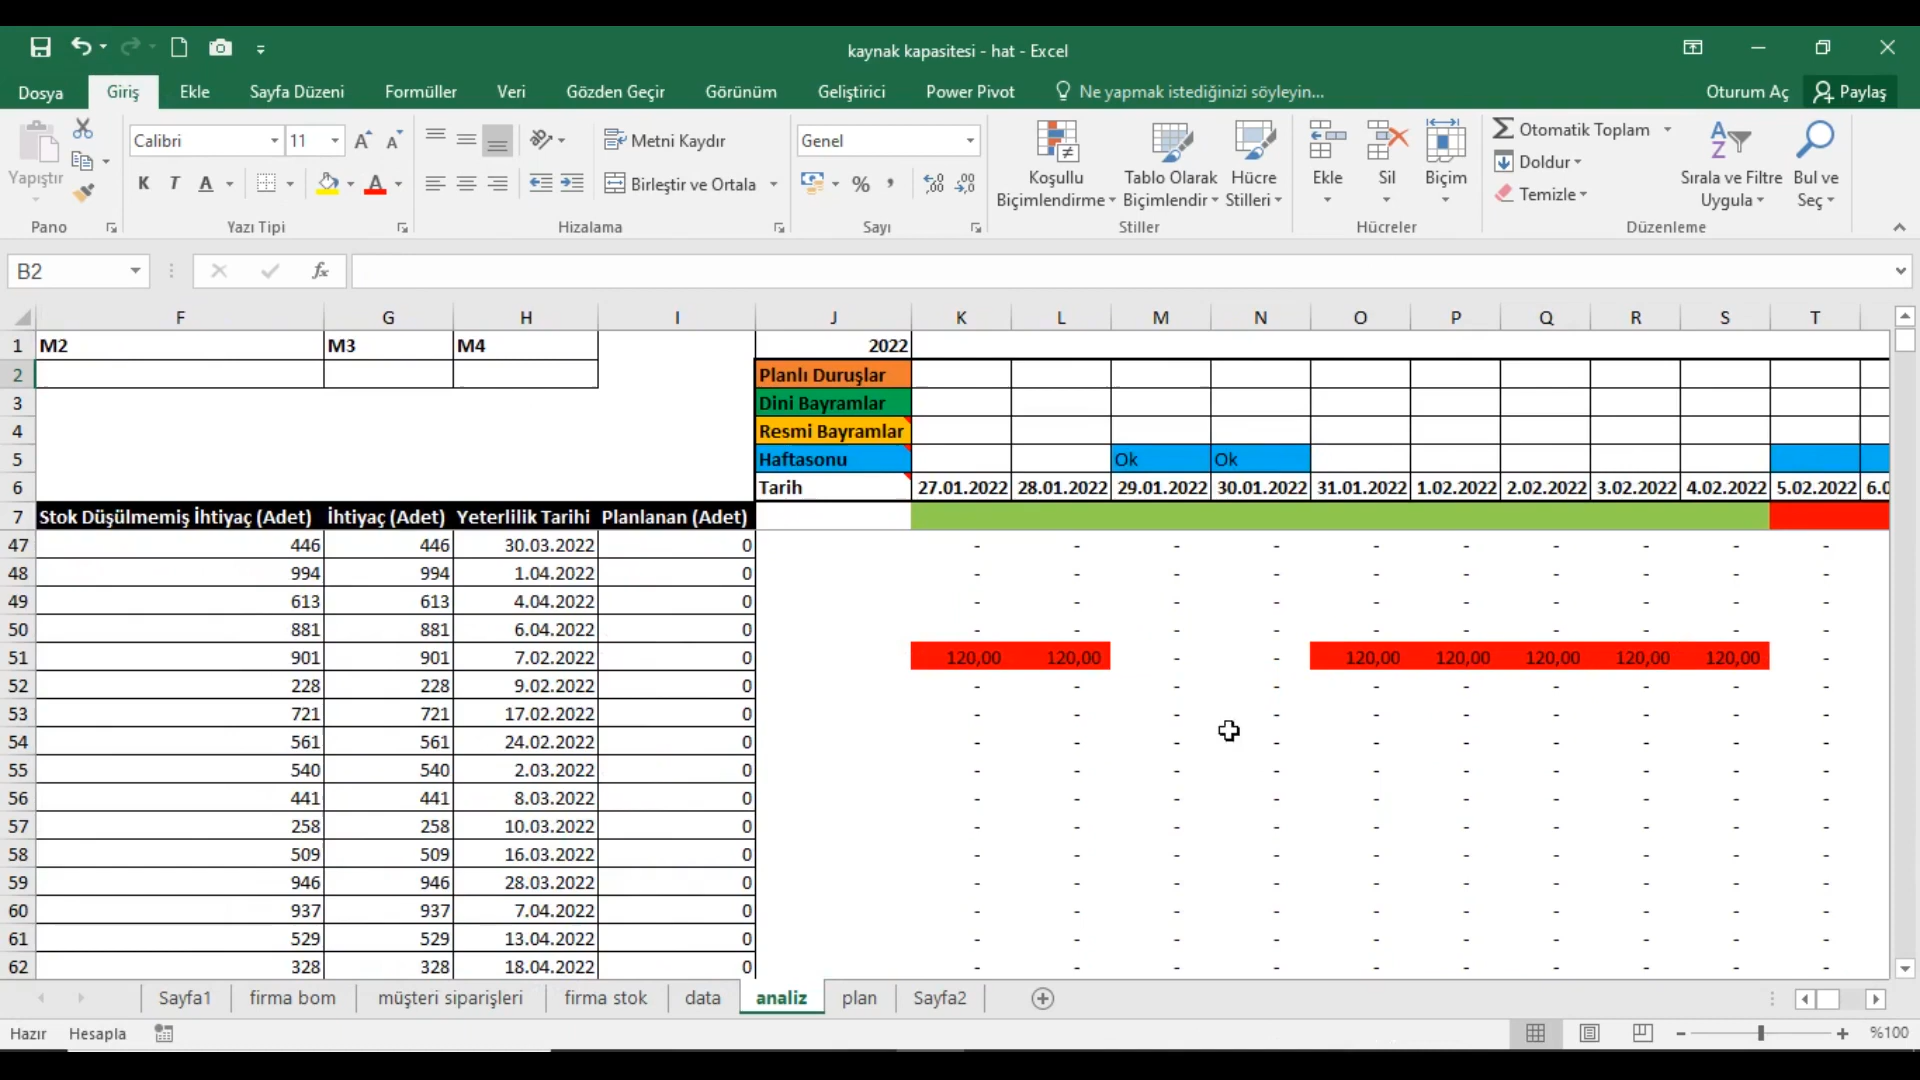 kaynak kapasitesi - hat - Excel
Dosya Giriş Ekle Sayfa Düzeni Formüller Veri Gözden Geçir Görünüm Geliştirici Power Pivot Ne yapmak istediğinizi söyleyin... Oturum Aç Paylaş
Calibri 11 Metni Kaydır Genel Otomatik Toplam
Yapıştır Koşullu Biçimlendirme Tablo Olarak Biçimlendir Hücre Stilleri Ekle Sil Biçim Doldur Sırala ve Filtre Uygula Bul ve Seç
K T A A Birleştir ve Ortala % Temizle
Pano Yazı Tipi Hizalama Sayı Stiller Hücreler Düzenleme
B2 fx
F G H I J K L M N O P Q R S T
1 M2 M3 M4 2022
2 Planlı Duruşlar
3 Dini Bayramlar
4 Resmi Bayramlar
5 Haftasonu Ok Ok
6 Tarih 27.01.2022 28.01.2022 29.01.2022 30.01.2022 31.01.2022 1.02.2022 2.02.2022 3.02.2022 4.02.2022 5.02.2022 6.0
7 Stok Düşülmemiş İhtiyaç (Adet) İhtiyaç (Adet) Yeterlilik Tarihi Planlanan (Adet)
47 446 446 30.03.2022 0 - - - - - - - - - -
48 994 994 1.04.2022 0 - - - - - - - - - -
49 613 613 4.04.2022 0 - - - - - - - - - -
50 881 881 6.04.2022 0 - - - - - - - - - -
51 901 901 7.02.2022 0 120,00 120,00 - - 120,00 120,00 120,00 120,00 120,00 -
52 228 228 9.02.2022 0 - - - - - - - - - -
53 721 721 17.02.2022 0 - - - - - - - - - -
54 561 561 24.02.2022 0 - - - - - - - - - -
55 540 540 2.03.2022 0 - - - - - - - - - -
56 441 441 8.03.2022 0 - - - - - - - - - -
57 258 258 10.03.2022 0 - - - - - - - - - -
58 509 509 16.03.2022 0 - - - - - - - - - -
59 946 946 28.03.2022 0 - - - - - - - - - -
60 937 937 7.04.2022 0 - - - - - - - - - -
61 529 529 13.04.2022 0 - - - - - - - - - -
62 328 328 18.04.2022 0 - - - - - - - - - -
Sayfa1 firma bom müşteri siparişleri firma stok data analiz plan Sayfa2
Hazır Hesapla %100